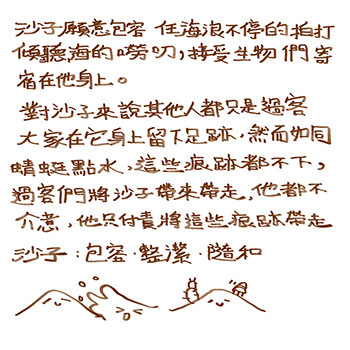 沙子願意包容 任海浪不停的拍打
傾聽海的嘮叨，接受生物們寄
宿在他身上。
對沙子來說其他人都只是過客
大家在它身上留下足跡，然而如同
蜻蜓點水，這些痕跡都不下，
過客們將沙子帶來帶走，他都不
介意，他只付責將這些痕跡帶走
沙子：包容·整潔·隨和